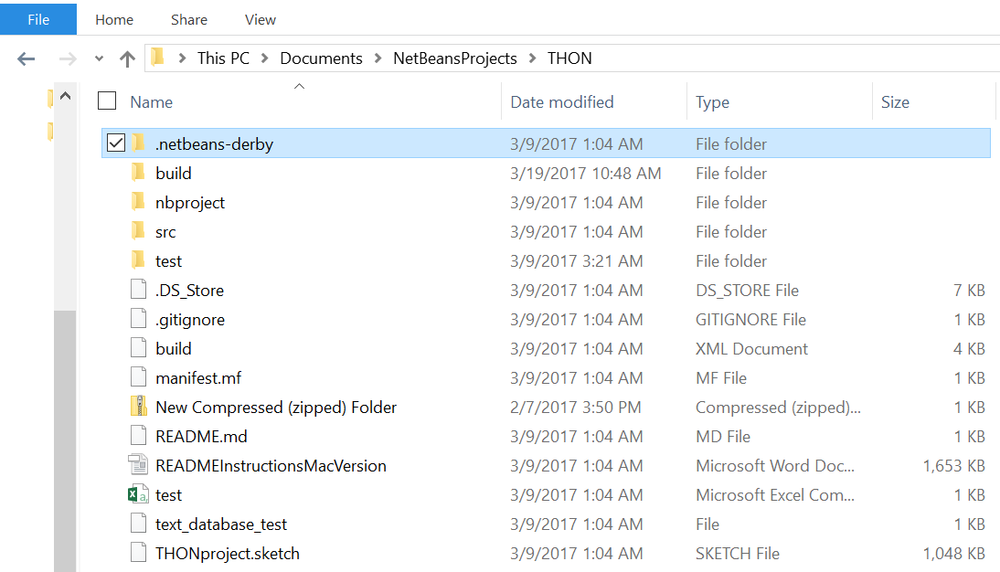 File Home Share View
This PC > Documents > NetBeansProjects > THON
Name Date modified Type Size
.netbeans-derby 3/9/2017 1:04 AM File folder
build 3/19/2017 10:48 AM File folder
nbproject 3/9/2017 1:04 AM File folder
src 3/9/2017 1:04 AM File folder
test 3/9/2017 3:21 AM File folder
.DS_Store 3/9/2017 1:04 AM DS_STORE File 7 KB
.gitignore 3/9/2017 1:04 AM GITIGNORE File 1 KB
build 3/9/2017 1:04 AM XML Document 4 KB
manifest.mf 3/9/2017 1:04 AM MF File 1 KB
New Compressed (zipped) Folder 2/7/2017 3:50 PM Compressed (zipped)... 1 KB
README.md 3/9/2017 1:04 AM MD File 1 KB
READMEInstructionsMacVersion 3/9/2017 1:04 AM Microsoft Word Doc... 1,653 KB
test 3/9/2017 1:04 AM Microsoft Excel Com... 1 KB
text_database_test 3/9/2017 1:04 AM File 1 KB
THONproject.sketch 3/9/2017 1:04 AM SKETCH File 1,048 KB